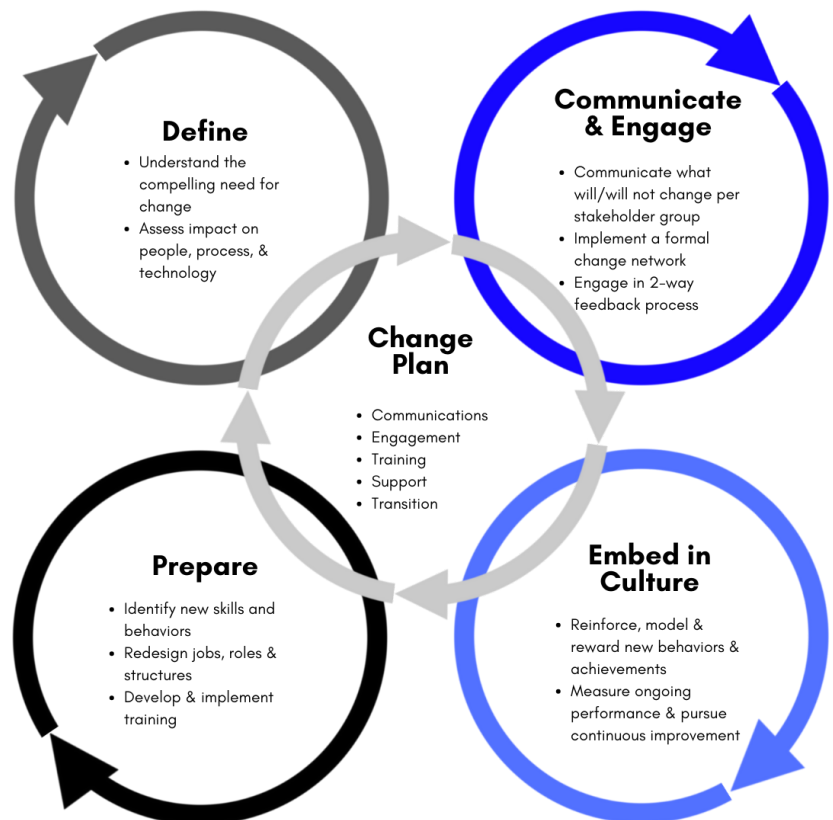 Define
• Understand the
compelling need for
change
• Assess impact on
people, process, &
technology
Communicate
& Engage
• Communicate what
will/will not change per
stakeholder group
• Implement a formal
change network
• Engage in 2-way
feedback process
Change
Plan
• Communications
• Engagement
• Training
• Support
• Transition
Prepare
• Identify new skills and
behaviors
• Redesign jobs, roles &
structures
• Develop & implement
training
Embed in
Culture
• Reinforce, model &
reward new behaviors &
achievements
• Measure ongoing
performance & pursue
continuous improvement